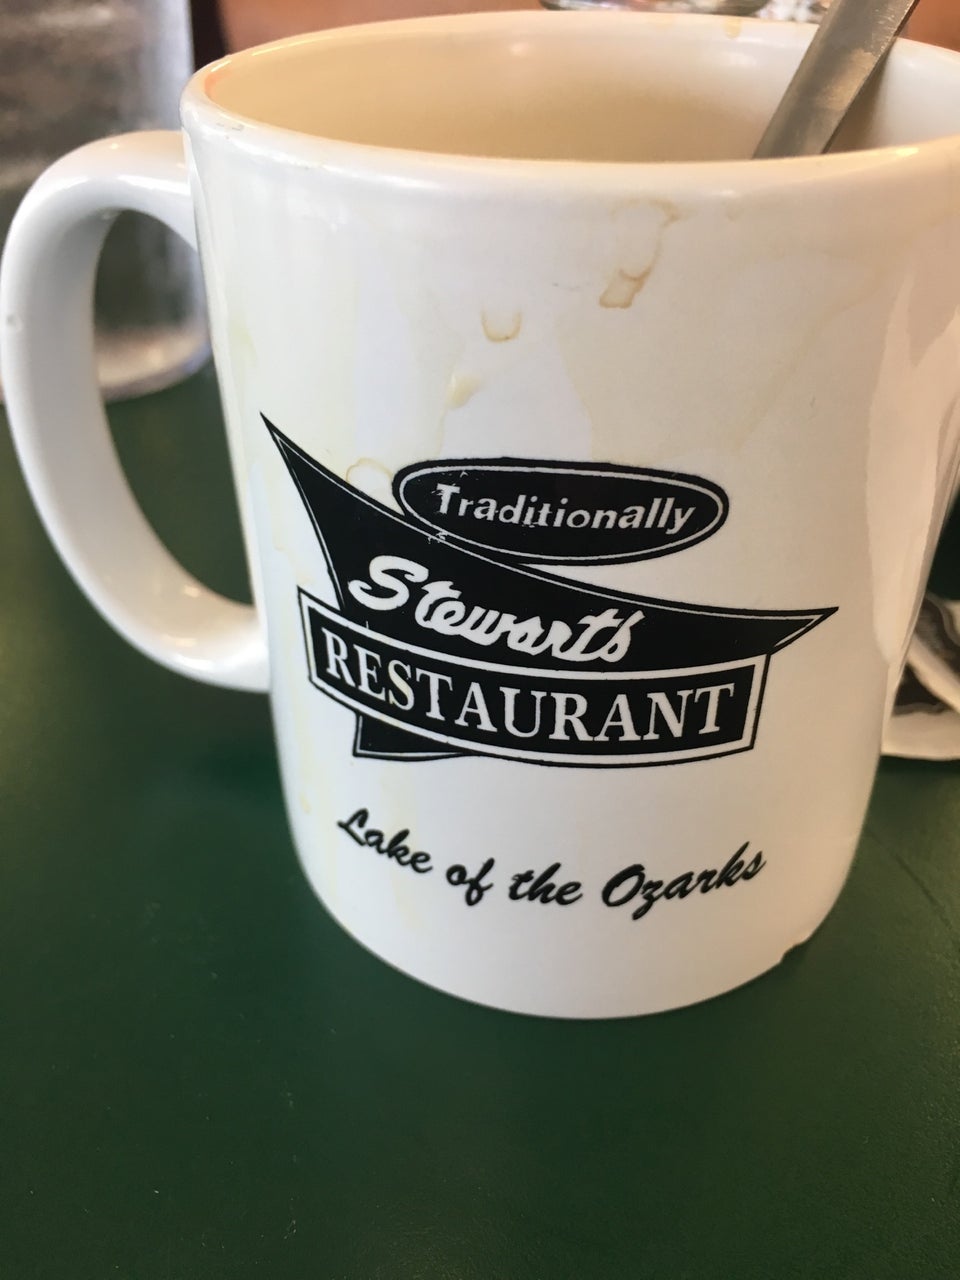 Traditionally
Stewart's
RESTAURANT
Lake of the Ozarks